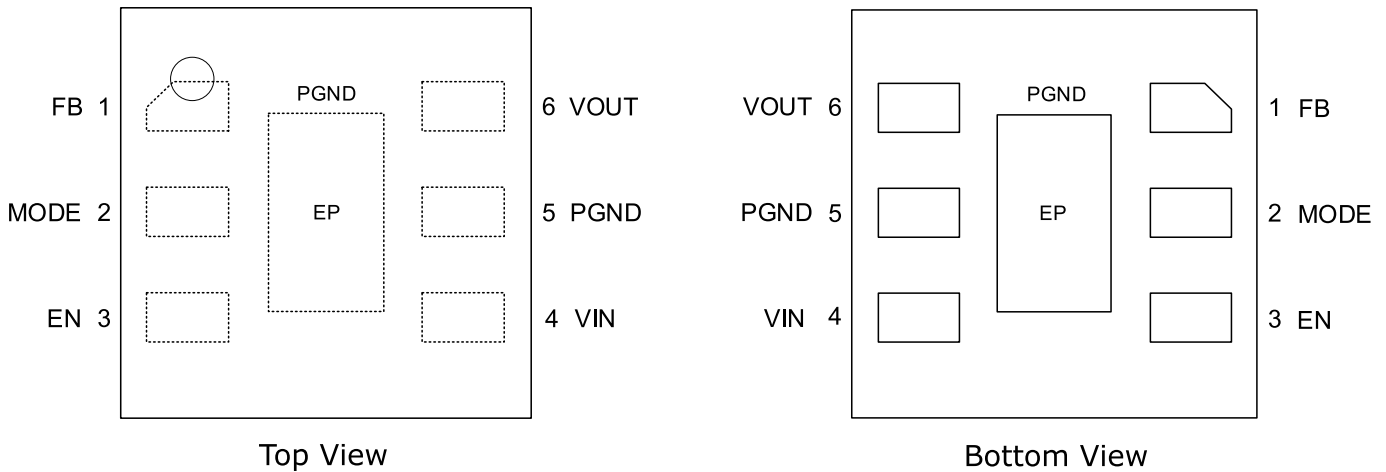 FB 1
PGND
6 VOUT
MODE 2
EP
5 PGND
EN 3
4 VIN
Top View
VOUT 6
PGND
1 FB
PGND 5
EP
2 MODE
VIN 4
3 EN
Bottom View